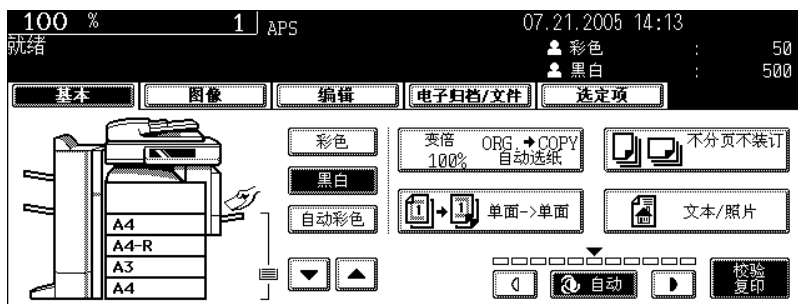 100 % 1 APS 07.21.2005 14:13
就绪
彩色 : 50
黑白 : 500
基本 图像 编辑 电子归档/文件 选定项
彩色
变倍 100% ORG.➔COPY 自动选纸
不分页不装订
黑白
1➔1 单面->单面
文本/照片
自动彩色
A4
A4-R
A3
A4
自动
校验复印